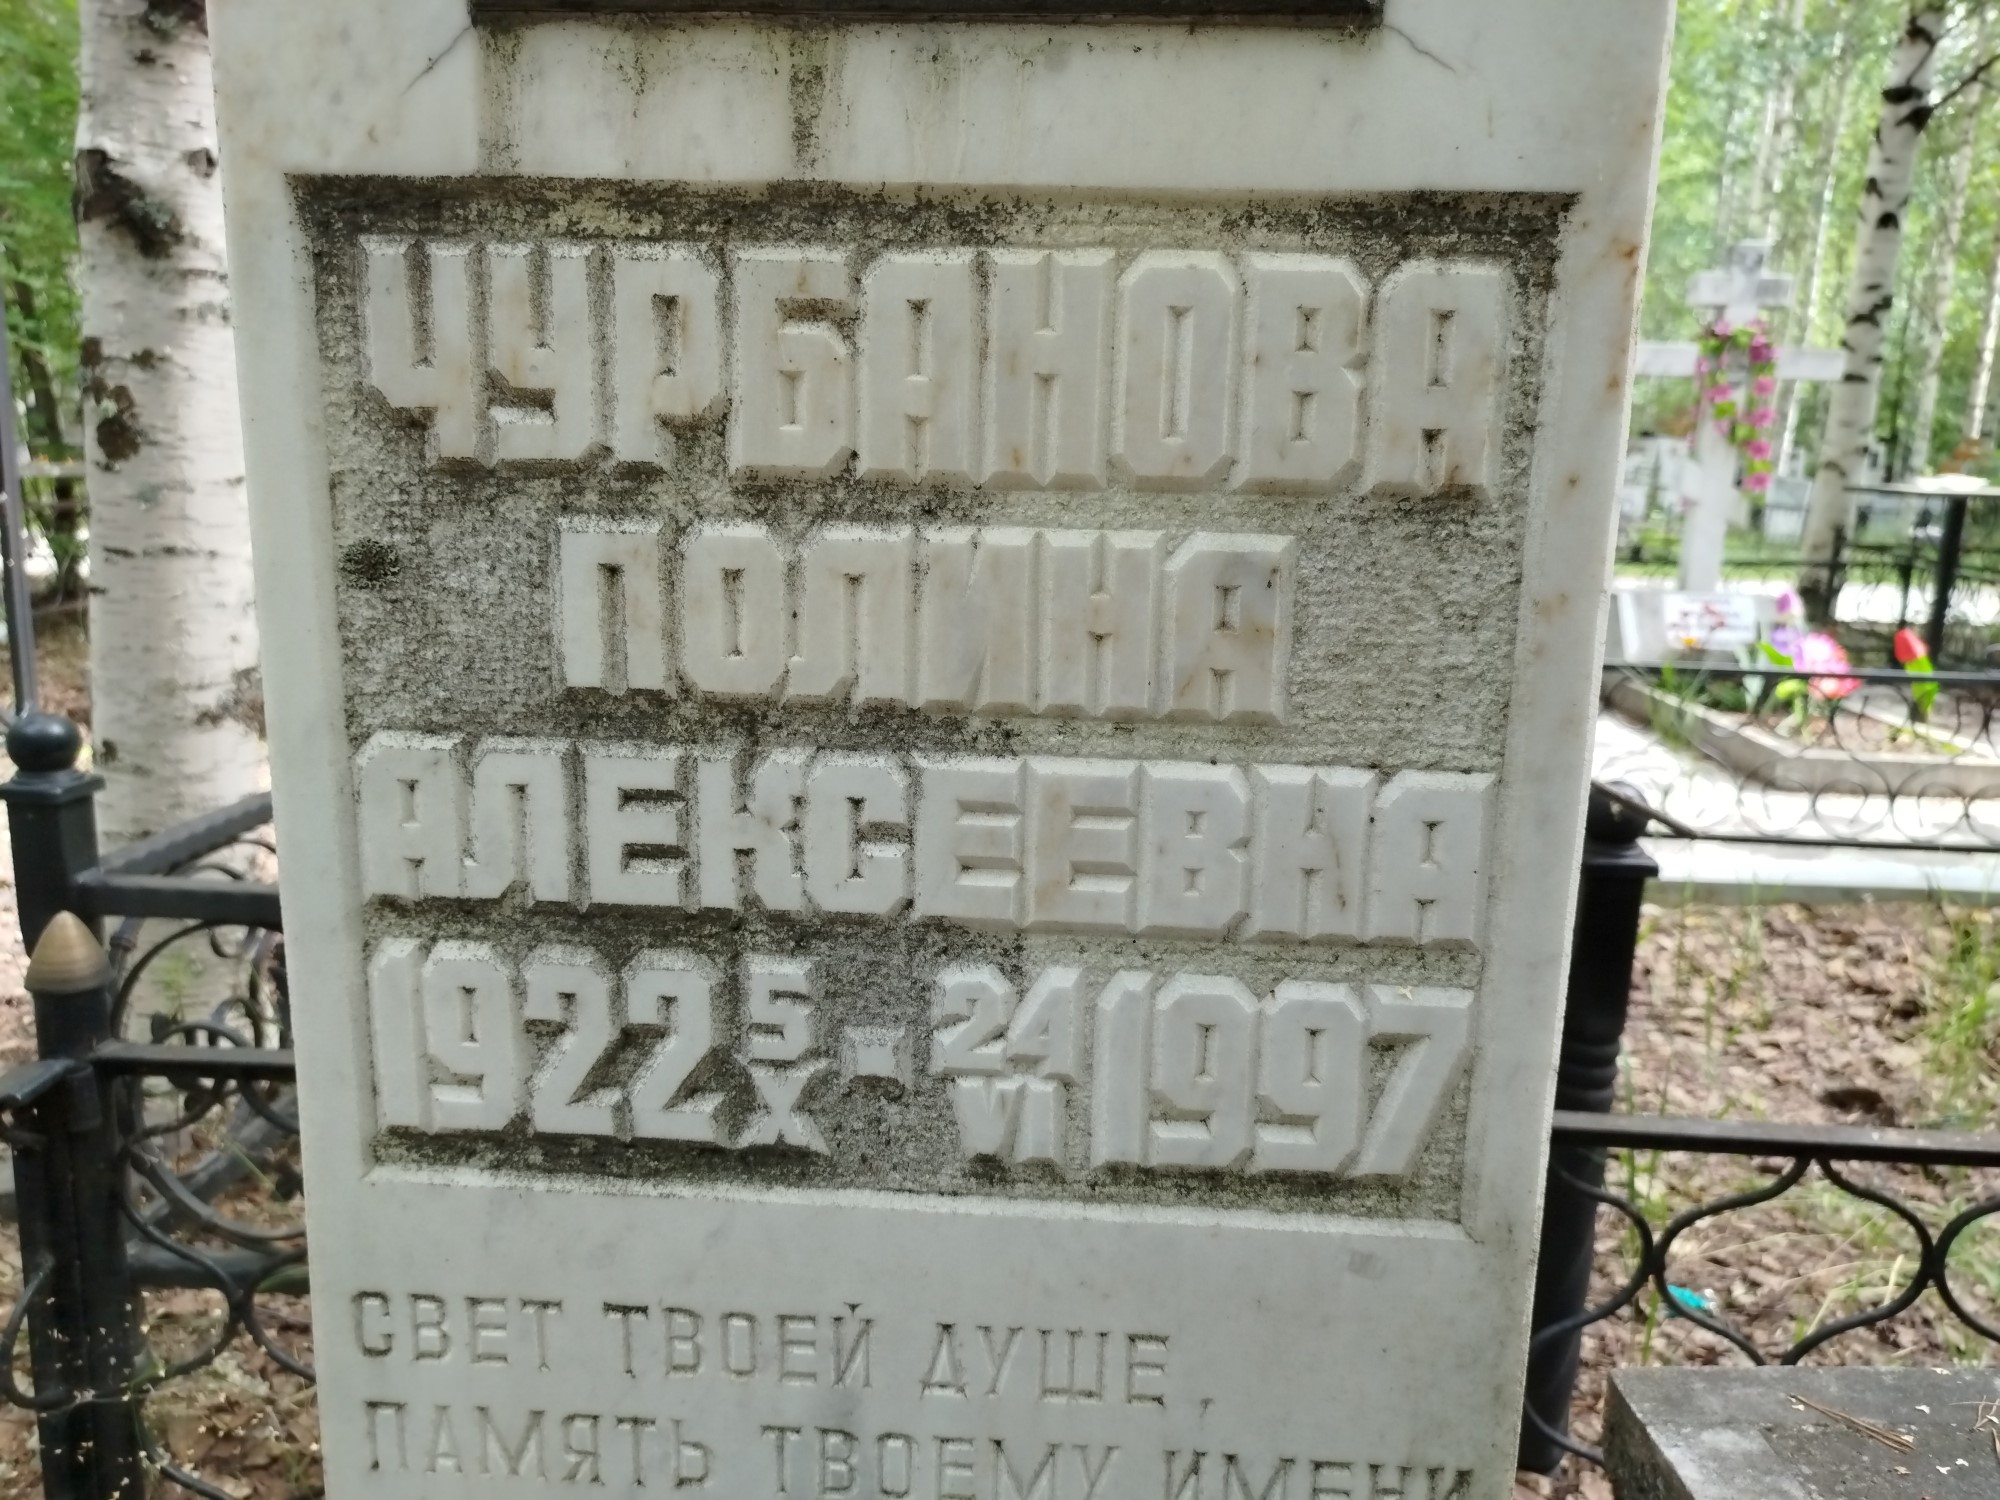 ЧУРБАНОВА
ПОЛИНА
АЛЕКСЕЕВНА
1922 5/X - 24/VI 1997
СВЕТ ТВОЕЙ ДУШЕ,
ПАМЯТЬ ТВОЕМУ ИМЕНИ